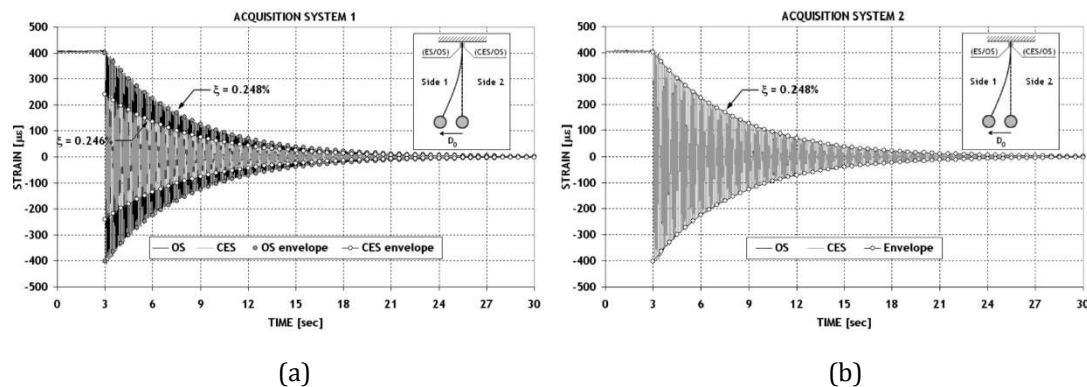 ACQUISITION SYSTEM 1
500
400
300
200
100
0
-100
-200
-300
-400
-500
STRAIN [με]
0 3 6 9 12 15 18 21 24 27 30
TIME [sec]
(ES/OS) (CES/OS)
Side 1 Side 2
D₀
ξ = 0.248%
ξ = 0.246%
OS CES OS envelope CES envelope
(a)
ACQUISITION SYSTEM 2
500
400
300
200
100
0
-100
-200
-300
-400
-500
STRAIN [με]
0 3 6 9 12 15 18 21 24 27 30
TIME [sec]
(ES/OS) (CES/OS)
Side 1 Side 2
D₀
ξ = 0.248%
OS CES Envelope
(b)